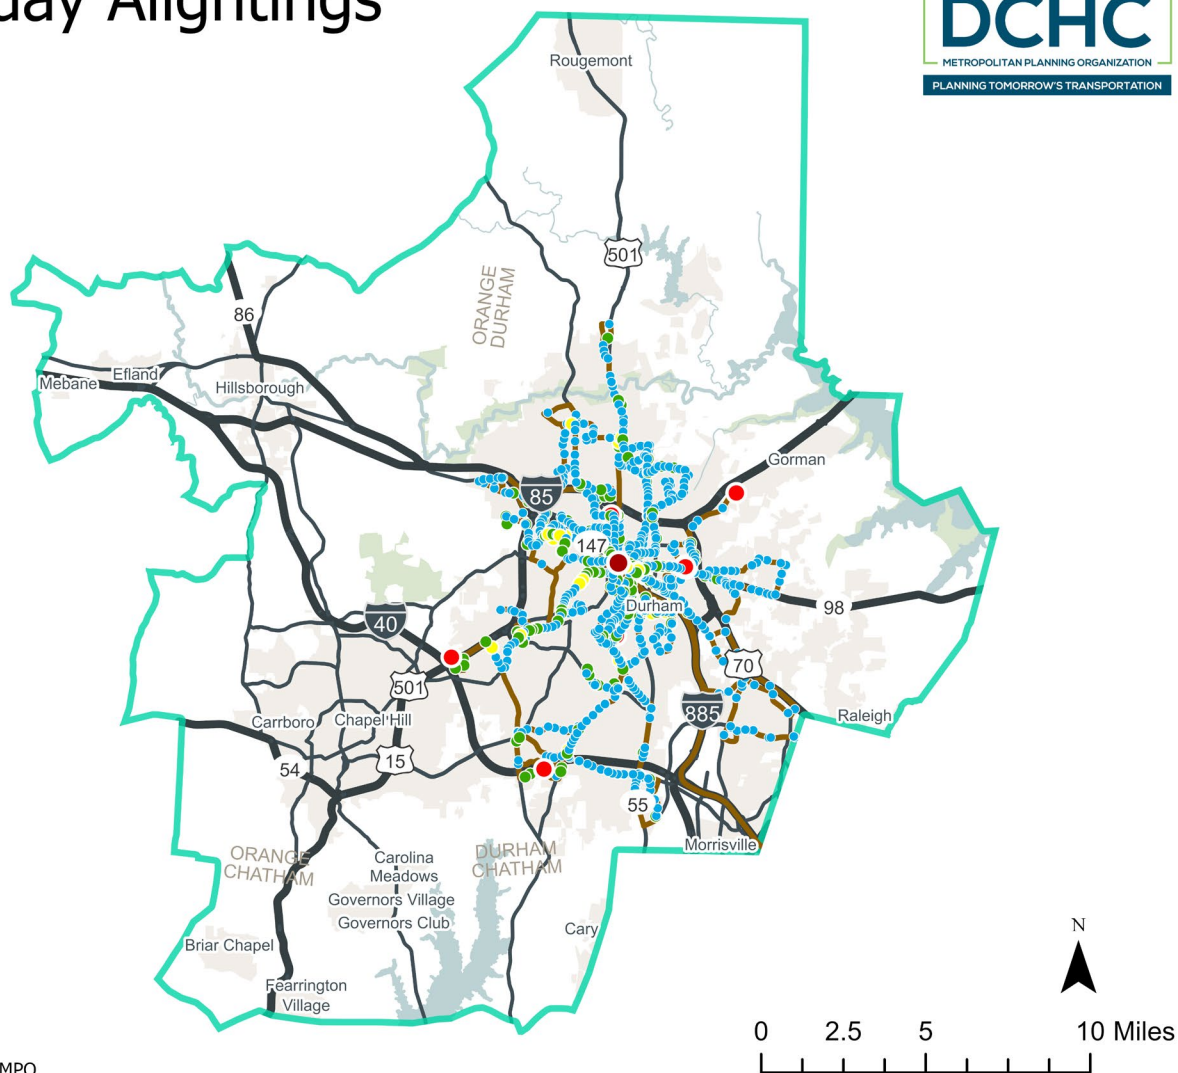 day Alightings
DCHC
METROPOLITAN PLANNING ORGANIZATION
PLANNING TOMORROW'S TRANSPORTATION
Rougemont
501
ORANGE
DURHAM
86
Mebane
Efland
Hillsborough
Gorman
85
147
Durham
98
40
70
501
885
Raleigh
Carrboro
Chapel Hill
54
15
55
Morrisville
ORANGE
CHATHAM
DURHAM
CHATHAM
Carolina
Meadows
Governors Village
Governors Club
Cary
Briar Chapel
Fearrington
Village
N
0 2.5 5 10 Miles
MPO